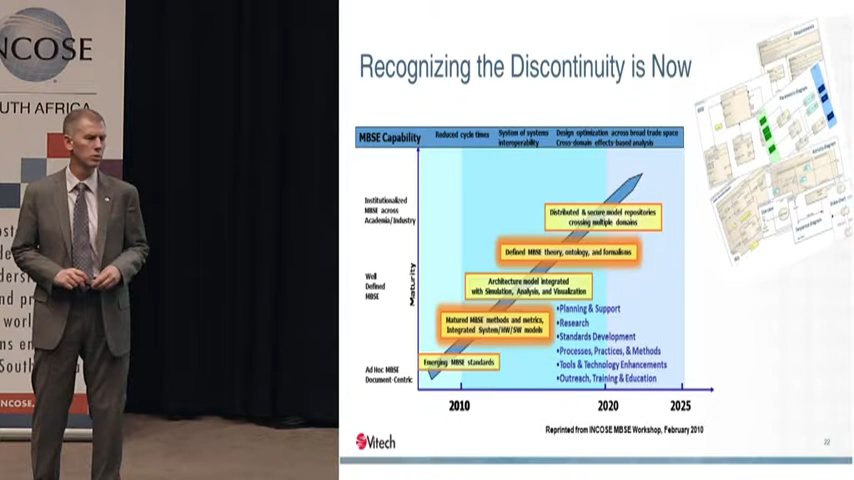 NCOSE
UTH AFRICA
INCOSE.
Recognizing the Discontinuity is Now
MBSE Capability
Reduced cycle times
System of systems
interoperability
Design optimization across broad trade space
Cross-domain effects-based analysis
Institutionalized
MBSE across
Academia/Industry
Well
Defined
MBSE
Ad Hoc MBSE
Document-Centric
Maturity
Distributed & secure model repositories
crossing multiple domains
Defined MBSE theory, ontology, and formalisms
Architecture model integrated
with Simulation, Analysis, and Visualization
Matured MBSE methods and metrics,
Integrated System/HW/SW models
Emerging MBSE standards
•Planning & Support
•Research
•Standards Development
•Processes, Practices, & Methods
•Tools & Technology Enhancements
•Outreach, Training & Education
2010
2020
2025
Reprinted from INCOSE MBSE Workshop, February 2010
Vitech
22